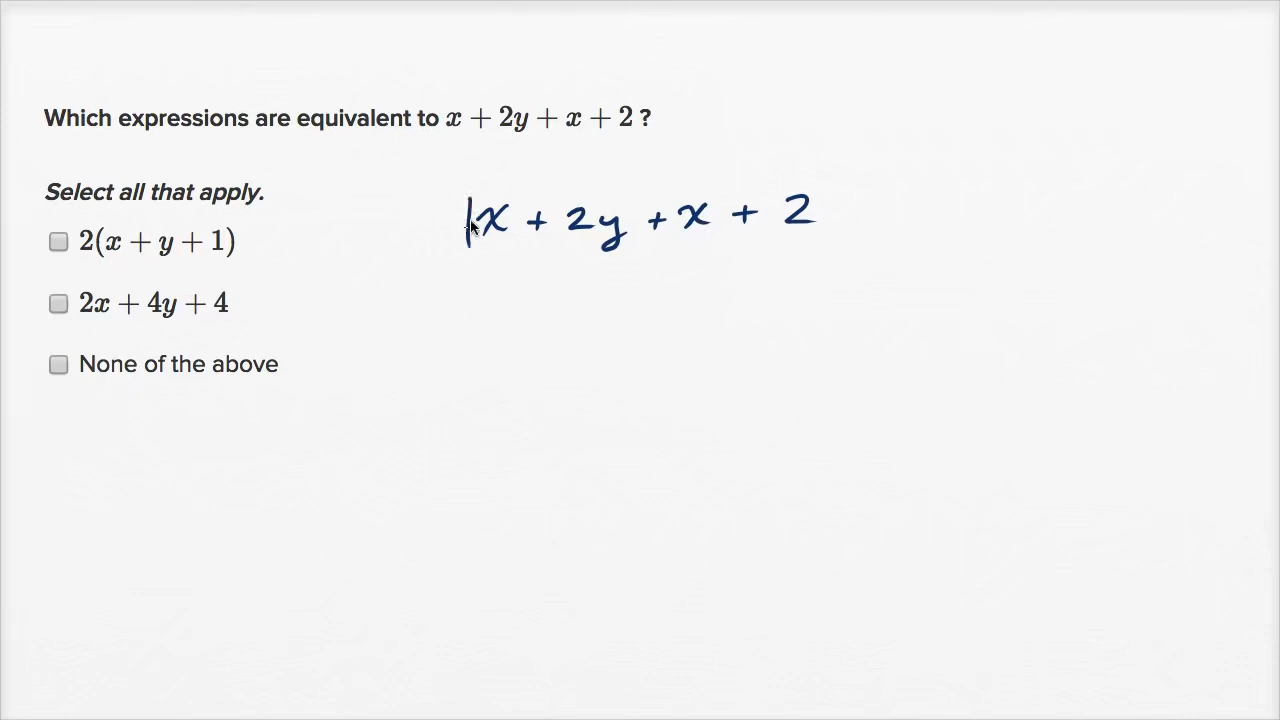 Which expressions are equivalent to x + 2y + x + 2 ?
Select all that apply.
1x + 2y + x + 2
2(x + y + 1)
2x + 4y + 4
None of the above